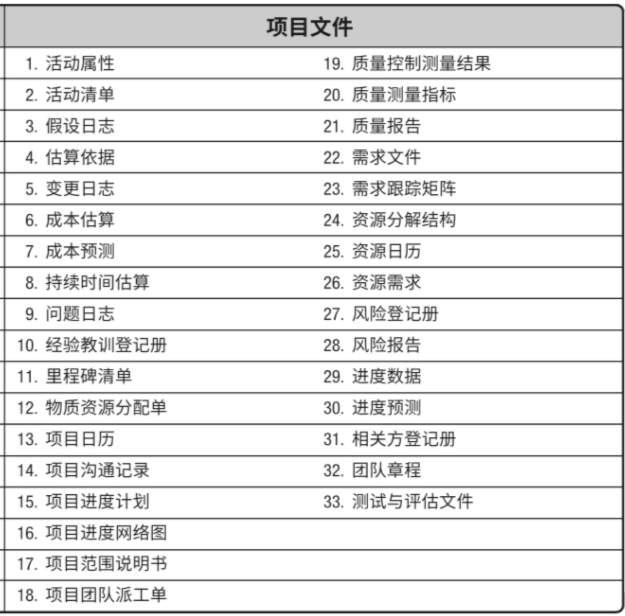 项目文件
1. 活动属性
2. 活动清单
3. 假设日志
4. 估算依据
5. 变更日志
6. 成本估算
7. 成本预测
8. 持续时间估算
9. 问题日志
10. 经验教训登记册
11. 里程碑清单
12. 物质资源分配单
13. 项目日历
14. 项目沟通记录
15. 项目进度计划
16. 项目进度网络图
17. 项目范围说明书
18. 项目团队派工单
19. 质量控制测量结果
20. 质量测量指标
21. 质量报告
22. 需求文件
23. 需求跟踪矩阵
24. 资源分解结构
25. 资源日历
26. 资源需求
27. 风险登记册
28. 风险报告
29. 进度数据
30. 进度预测
31. 相关方登记册
32. 团队章程
33. 测试与评估文件